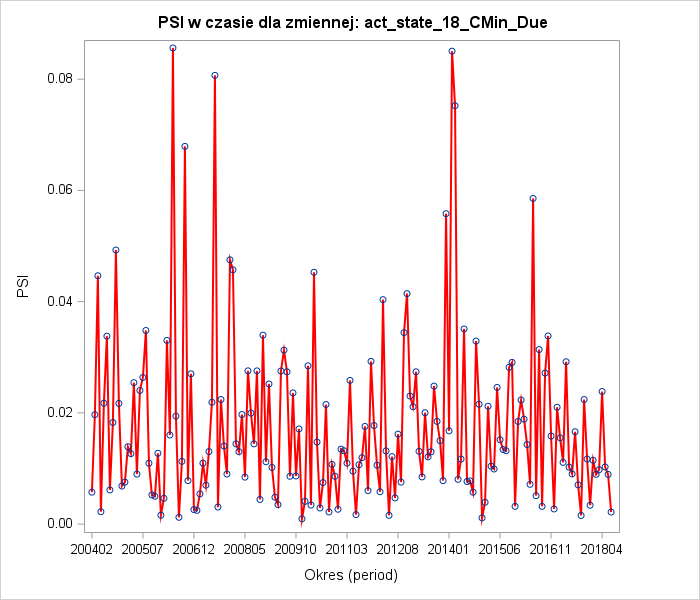 PSI w czasie dla zmiennej: act_state_18_CMin_Due
0.08
0.06
0.04
0.02
0.00
PSI
200402 200507 200612 200805 200910 201103 201208 201401 201506 201611 201804
Okres (period)